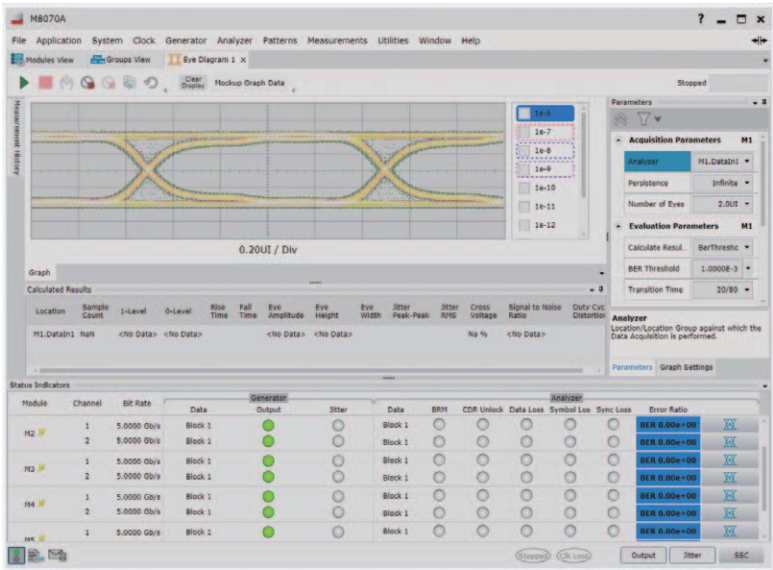 M8070A
File Application System Clock Generator Analyzer Patterns Measurements Utilities Window Help
Modules View Groups View Eye Diagram 1 x
Clear Display Mockup Graph Data Stopped
Measurement History
1e-6
1e-7
1e-8
1e-9
1e-10
1e-11
1e-12
0.20UI / Div
Graph
Parameters
Acquisition Parameters M1
Analyzer M1.DataIn1
Persistence Infinite
Number of Eyes 2.0UI
Evaluation Parameters M1
Calculate Resul.. BerThreshc
BER Threshold 1.0000E-3
Transition Time 20/80
Analyzer
Location/Location Group against which the
Data Acquisition is performed.
Parameters Graph Settings
Calculated Results
Location Sample Count 1-Level 0-Level Rise Time Fall Time Eye Amplitude Eye Height Eye Width Jitter Peak-Peak Jitter RMS Cross Voltage Signal to Noise Ratio Duty Cyc Distortion
M1.DataIn1 NaN <No Data> <No Data> <No Data> <No Data> Na % <No Data>
Status Indicators
Generator Analyzer
Module Channel Bit Rate Data Output Jitter Data BRM CDR Unlock Data Loss Symbol Los Sync Loss Error Ratio
M2 1 5.0000 Gb/s Block 1 Block 1 BER 0.00e+00
2 5.0000 Gb/s Block 1 Block 1 BER 0.00e+00
M3 1 5.0000 Gb/s Block 1 Block 1 BER 0.00e+00
2 5.0000 Gb/s Block 1 Block 1 BER 0.00e+00
M4 1 5.0000 Gb/s Block 1 Block 1 BER 0.00e+00
2 5.0000 Gb/s Block 1 Block 1 BER 0.00e+00
M5 1 5.0000 Gb/s Block 1 Block 1 BER 0.00e+00
Stopped Clk Loss Output Jitter SSC